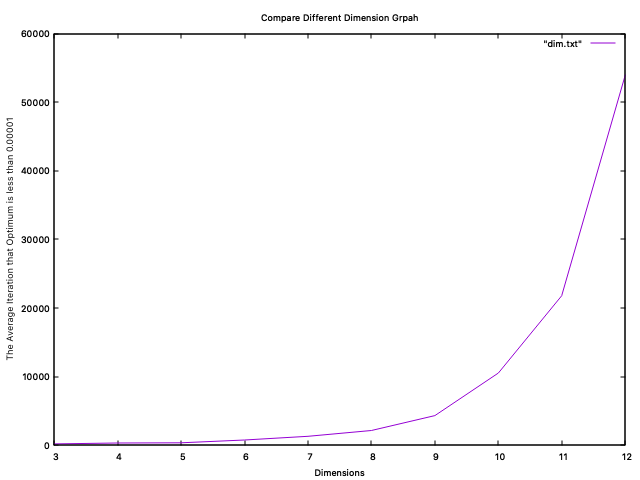 Compare Different Dimension Grpah
"dim.txt"
60000
50000
40000
30000
20000
10000
0
The Average Iteration that Optimum is less than 0.00001
3 4 5 6 7 8 9 10 11 12
Dimensions